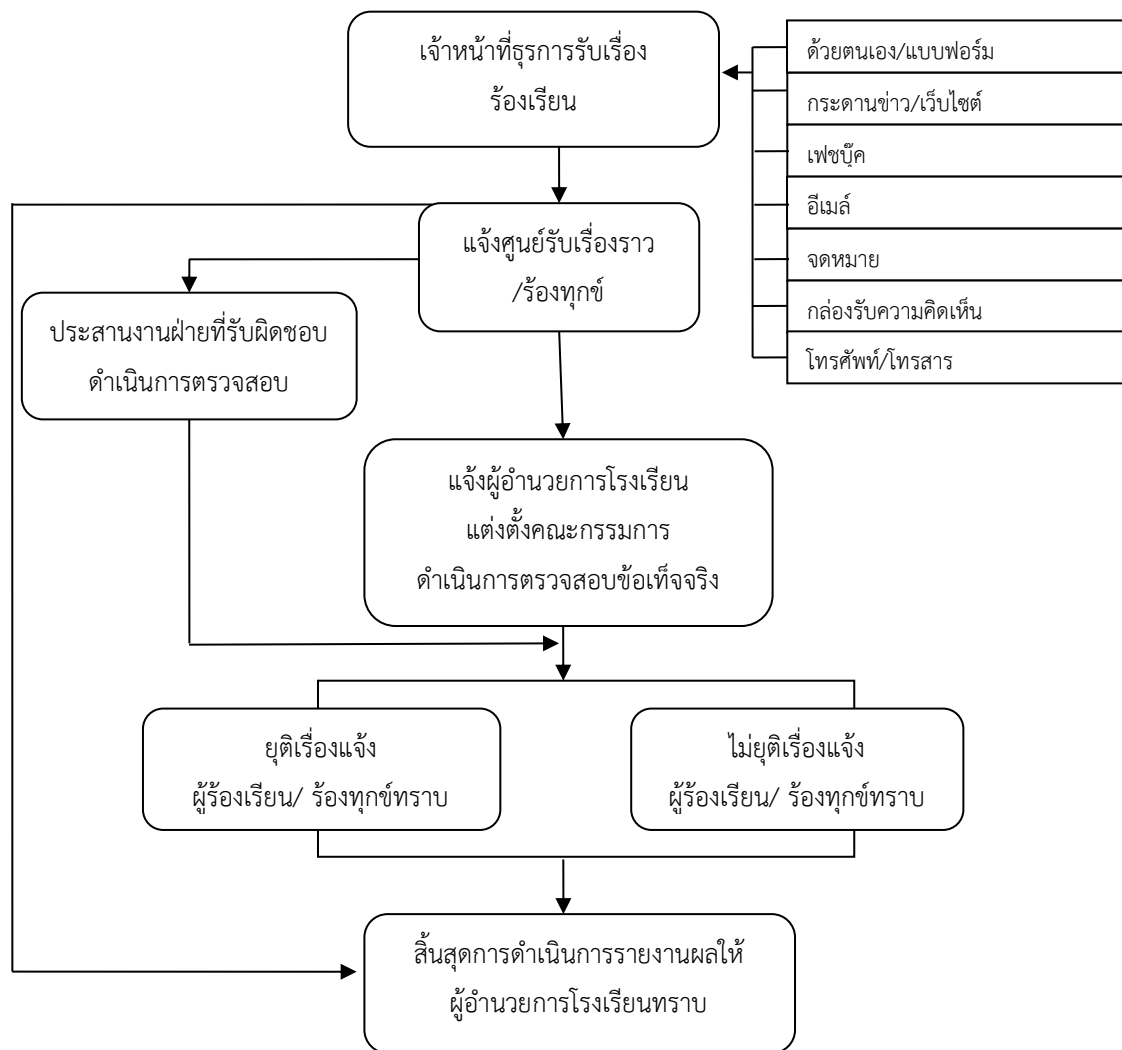 เจ้าหน้าที่ธุรการรับเรื่อง
ร้องเรียน
ด้วยตนเอง/แบบฟอร์ม
กระดานข่าว/เว็บไซต์
เฟซบุ๊ค
อีเมล์
จดหมาย
กล่องรับความคิดเห็น
โทรศัพท์/โทรสาร
แจ้งศูนย์รับเรื่องราว
/ร้องทุกข์
ประสานงานฝ่ายที่รับผิดชอบ
ดำเนินการตรวจสอบ
แจ้งผู้อำนวยการโรงเรียน
แต่งตั้งคณะกรรมการ
ดำเนินการตรวจสอบข้อเท็จจริง
ยุติเรื่องแจ้ง
ผู้ร้องเรียน/ ร้องทุกข์ทราบ
ไม่ยุติเรื่องแจ้ง
ผู้ร้องเรียน/ ร้องทุกข์ทราบ
สิ้นสุดการดำเนินการรายงานผลให้
ผู้อำนวยการโรงเรียนทราบ